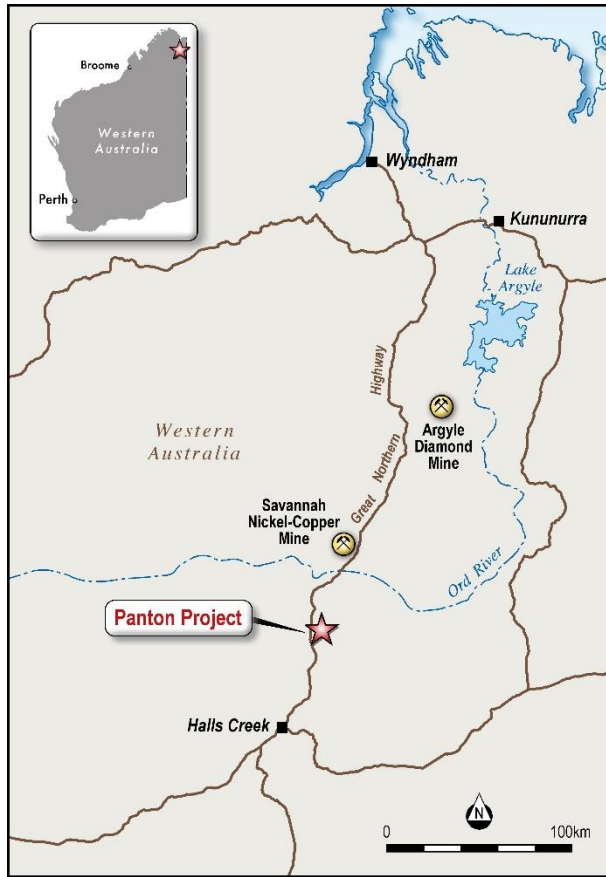 Broome
Western
Australia
Perth
Wyndham
Kununurra
Lake
Argyle
Great Northern Highway
Argyle
Diamond
Mine
Western
Australia
Savannah
Nickel-Copper
Mine
Ord River
Panton Project
Halls Creek
N
0 100km